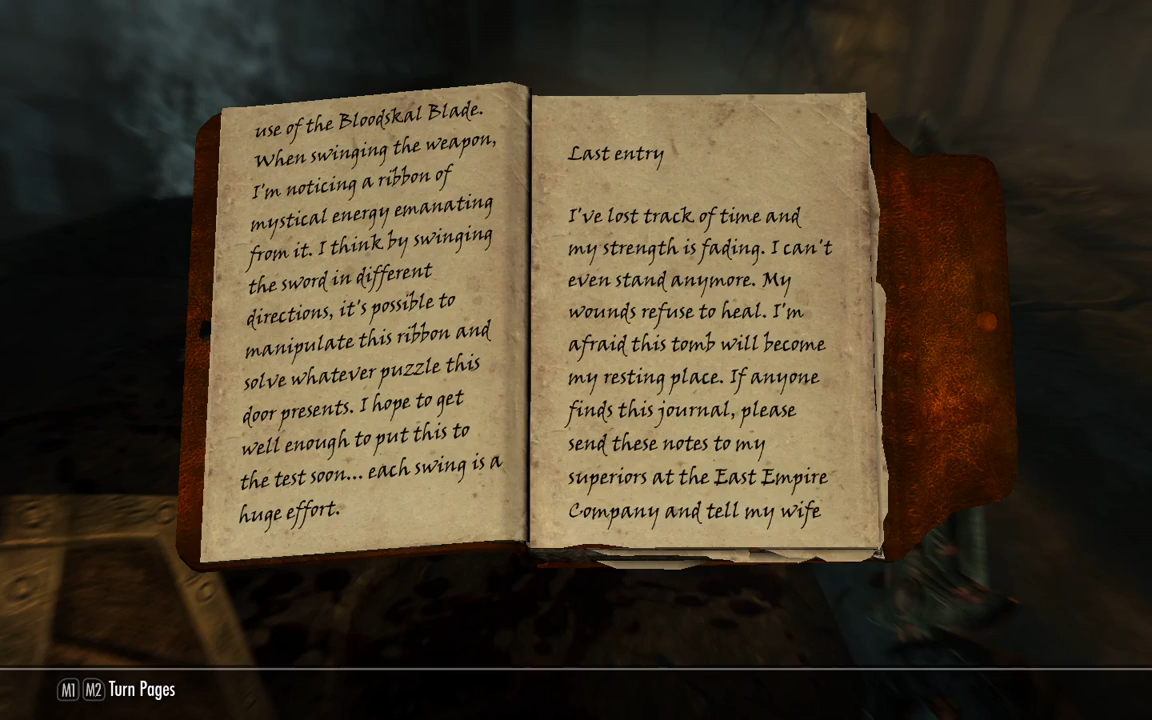 use of the Bloodskal Blade.
When swinging the weapon,
I'm noticing a ribbon of
mystical energy emanating
from it. I think by swinging
the sword in different
directions, it's possible to
manipulate this ribbon and
solve whatever puzzle this
door presents. I hope to get
well enough to put this to
the test soon... each swing is a
huge effort.
Last entry
I've lost track of time and
my strength is fading. I can't
even stand anymore. My
wounds refuse to heal. I'm
afraid this tomb will become
my resting place. If anyone
finds this journal, please
send these notes to my
superiors at the East Empire
Company and tell my wife
M1 M2 Turn Pages